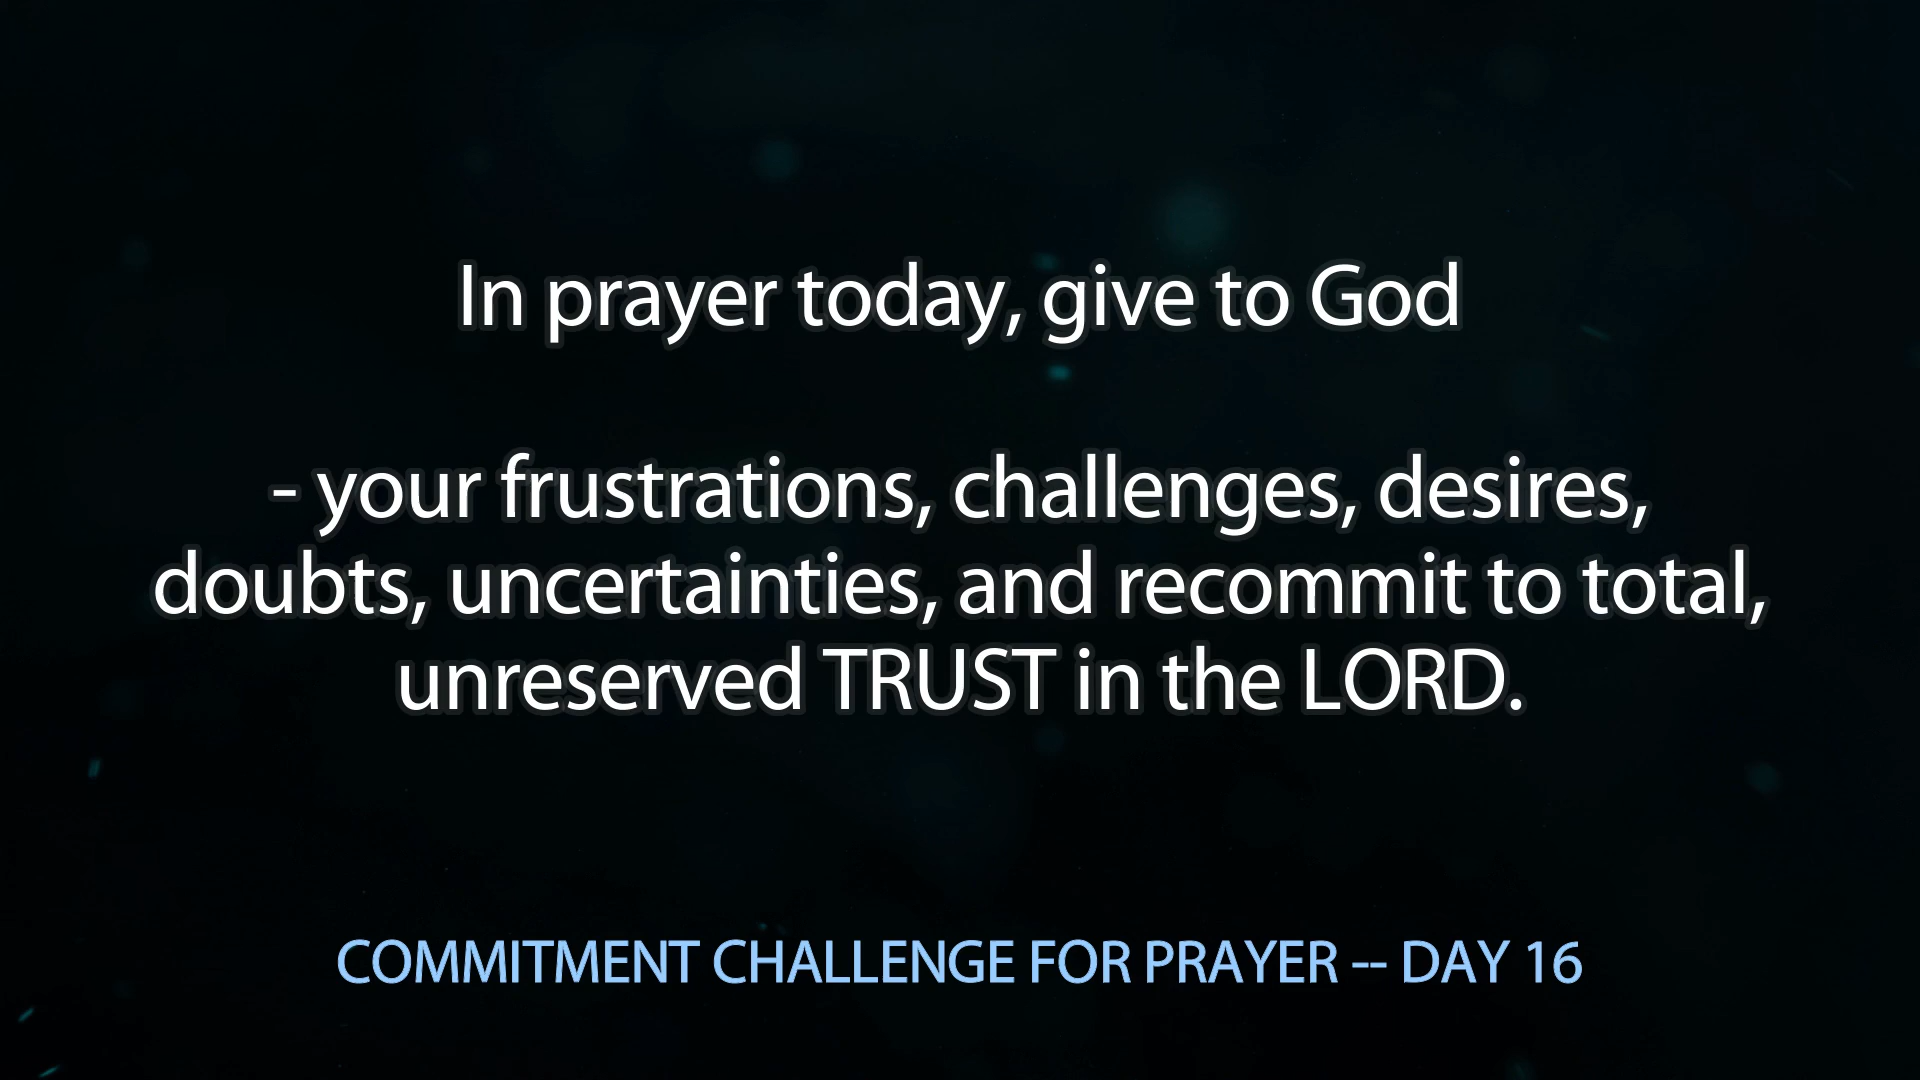 In prayer today, give to God
- your frustrations, challenges, desires,
doubts, uncertainties, and recommit to total,
unreserved TRUST in the LORD.
COMMITMENT CHALLENGE FOR PRAYER -- DAY 16